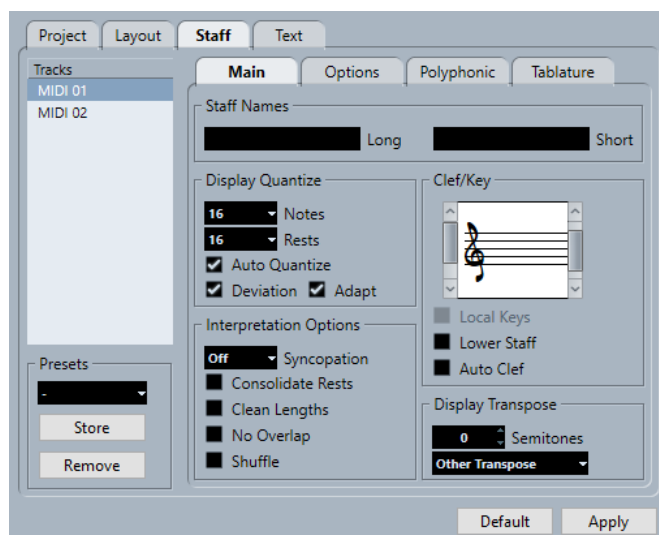 Project Layout Staff Text
Tracks
MIDI 01
MIDI 02
Presets
-
Store
Remove
Main Options Polyphonic Tablature
Staff Names
Long Short
Display Quantize
16 Notes
16 Rests
Auto Quantize
Deviation Adapt
Interpretation Options
Off Syncopation
Consolidate Rests
Clean Lengths
No Overlap
Shuffle
Clef/Key
Local Keys
Lower Staff
Auto Clef
Display Transpose
0 Semitones
Other Transpose
Default Apply